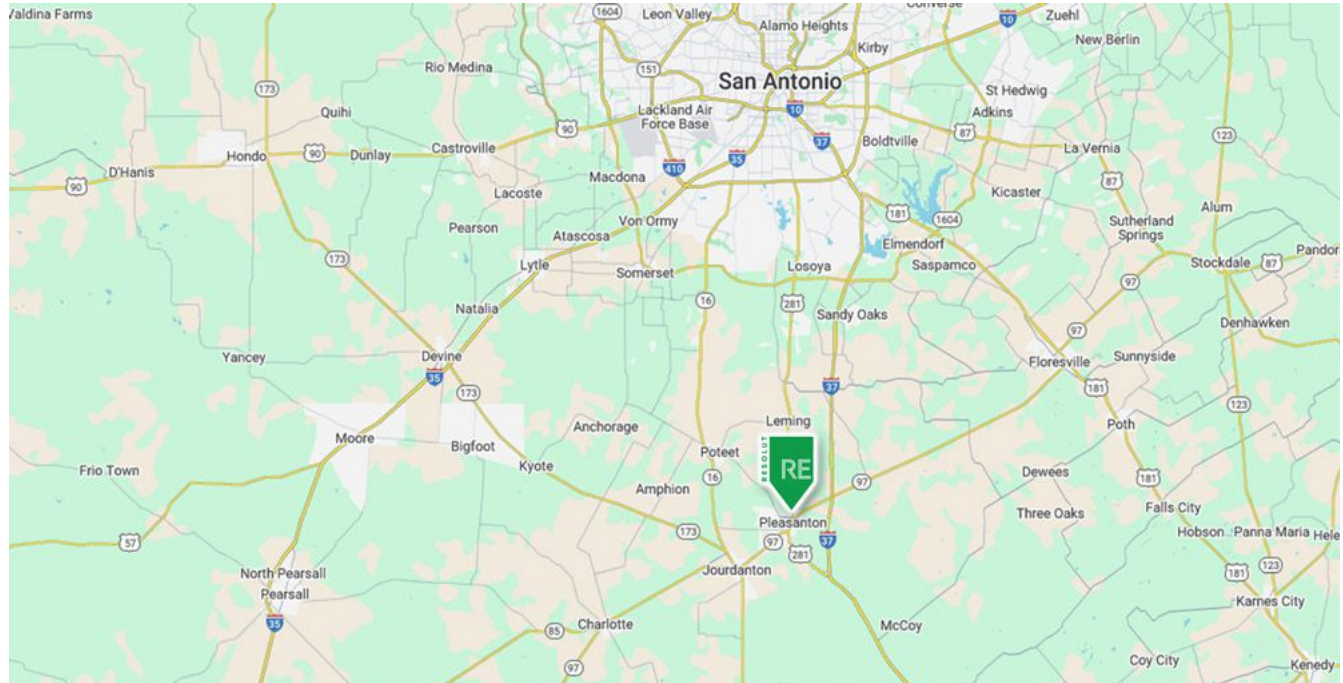 Valdina Farms
1604
Leon Valley
Converse
10
Zuehl
Alamo Heights
New Berlin
Kirby
Rio Medina
151
173
San Antonio
St Hedwig
Quihi
Lackland Air
Force Base
10
Adkins
90
Boldtville
87
123
37
Hondo
90
Dunlay
Castroville
35
La Vernia
410
D'Hanis
Macdona
90
Lacoste
Kicaster
87
Von Ormy
181
1604
Alum
Pearson
Atascosa
Sutherland
Springs
Elmendorf
173
Lytle
Somerset
Losoya
Saspamco
Stockdale
87
Pandor
97
16
281
Natalia
Sandy Oaks
97
Denhawken
Yancey
Devine
Floresville
Sunnyside
35
37
181
173
123
Leming
Poth
Anchorage
Moore
Bigfoot
Poteet
RESOLUT
RE
Kyote
Frio Town
16
97
Dewees
181
Amphion
Three Oaks
Falls City
Pleasanton
173
97
37
57
281
Hobson
Panna Maria
Hele
Jourdanton
North Pearsall
181
123
Pearsall
Karnes City
35
85
Charlotte
McCoy
97
Coy City
Kenedy